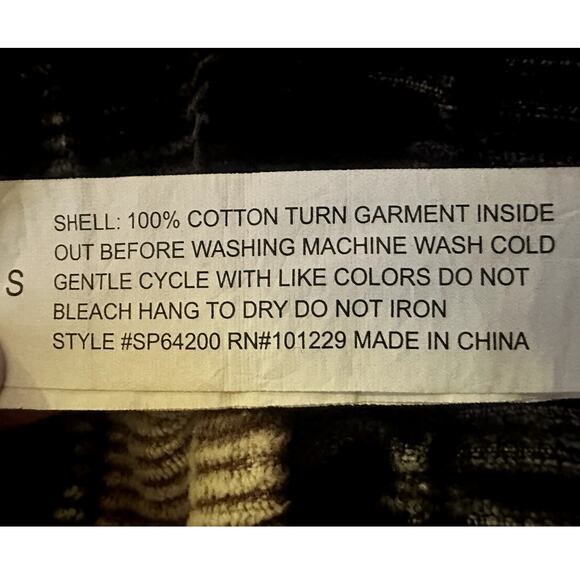 SHELL: 100% COTTON TURN GARMENT INSIDE
OUT BEFORE WASHING MACHINE WASH COLD
S GENTLE CYCLE WITH LIKE COLORS DO NOT
BLEACH HANG TO DRY DO NOT IRON
STYLE #SP64200 RN#101229 MADE IN CHINA